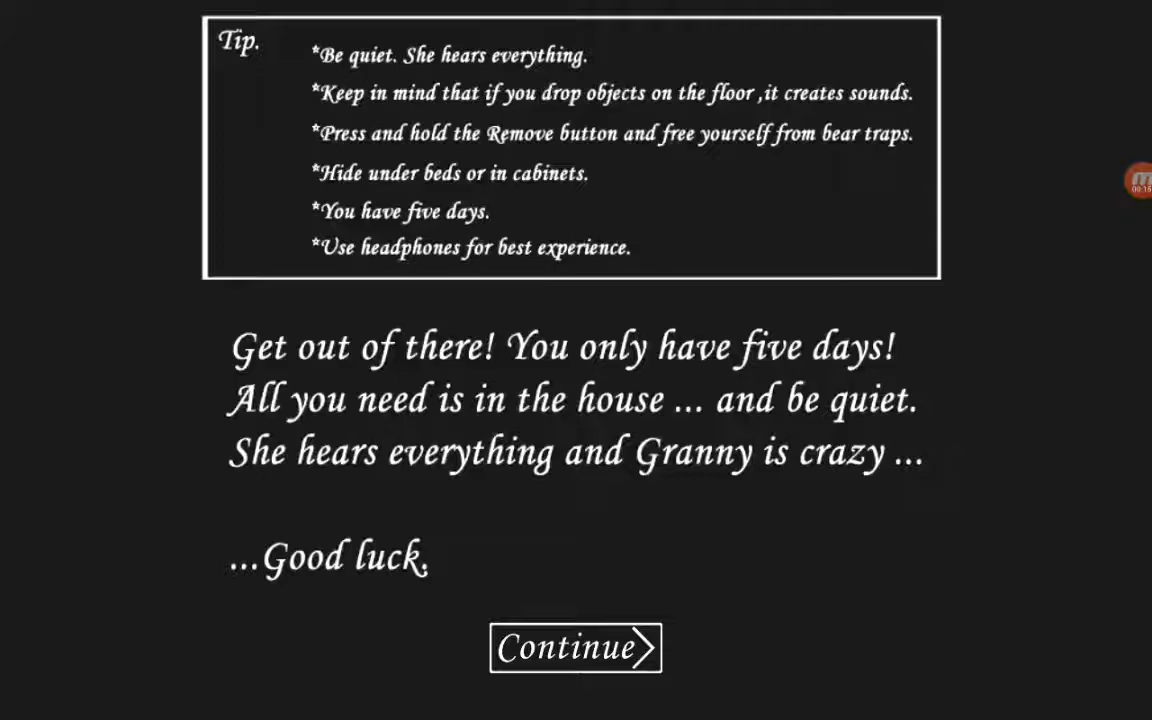 Tip.
*Be quiet. She hears everything.
*Keep in mind that if you drop objects on the floor ,it creates sounds.
*Press and hold the Remove button and free yourself from bear traps.
*Hide under beds or in cabinets.
*You have five days.
*Use headphones for best experience.
Get out of there! You only have five days!
All you need is in the house ... and be quiet.
She hears everything and Granny is crazy ...
...Good luck.
Continue